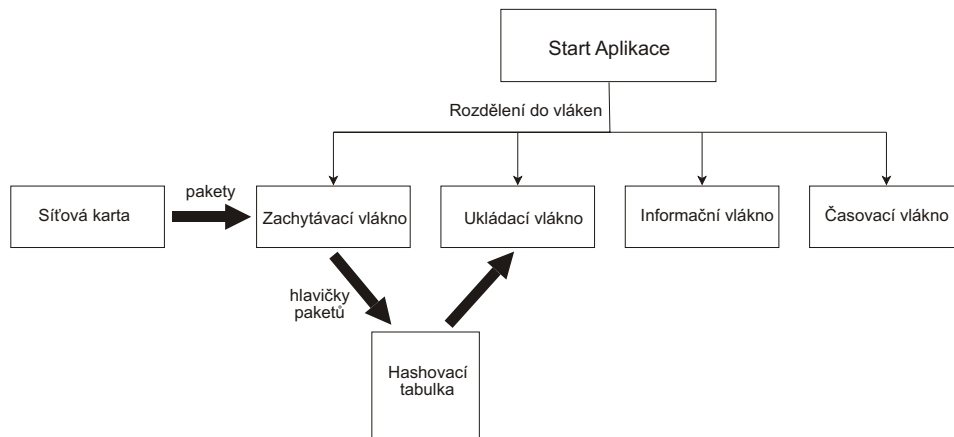 Start Aplikace
Rozdělení do vláken
pakety
Síťová karta
Zachytávací vlákno
Ukládací vlákno
Informační vlákno
Časovací vlákno
hlavičky
paketů
Hashovací
tabulka